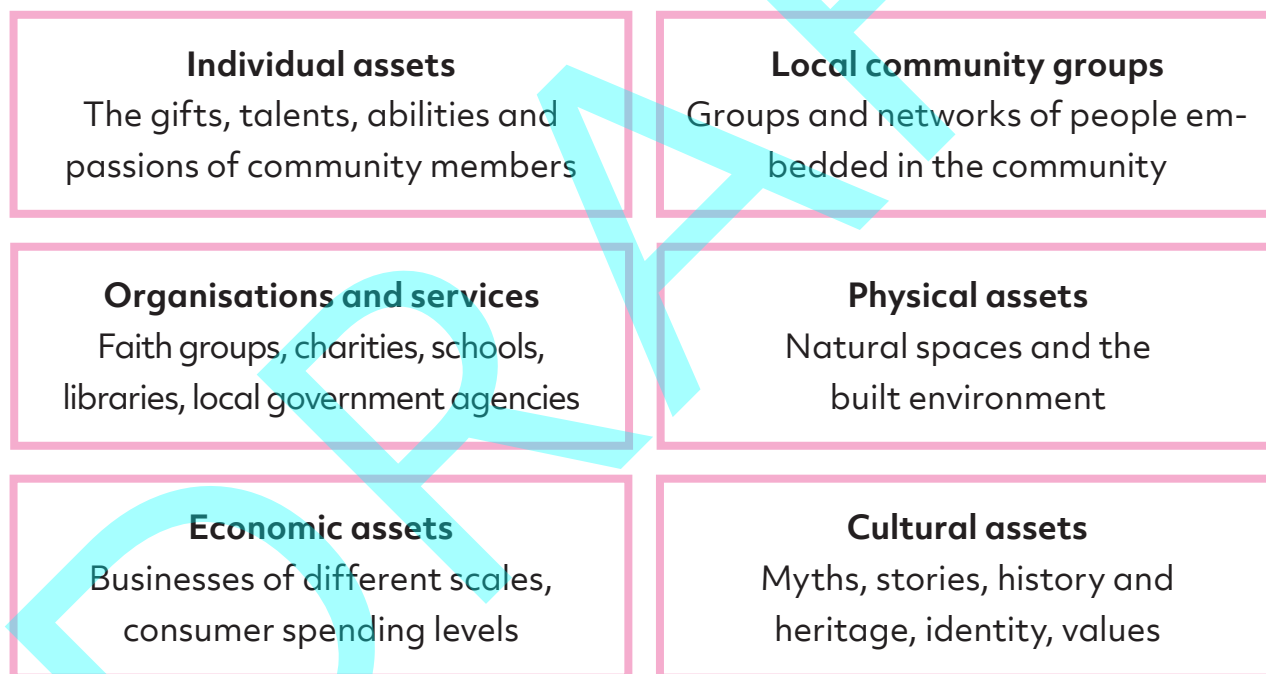 Individual assets
The gifts, talents, abilities and
passions of community members
Local community groups
Groups and networks of people em-
bedded in the community
Organisations and services
Faith groups, charities, schools,
libraries, local government agencies
Physical assets
Natural spaces and the
built environment
Economic assets
Businesses of different scales,
consumer spending levels
Cultural assets
Myths, stories, history and
heritage, identity, values
DRAF